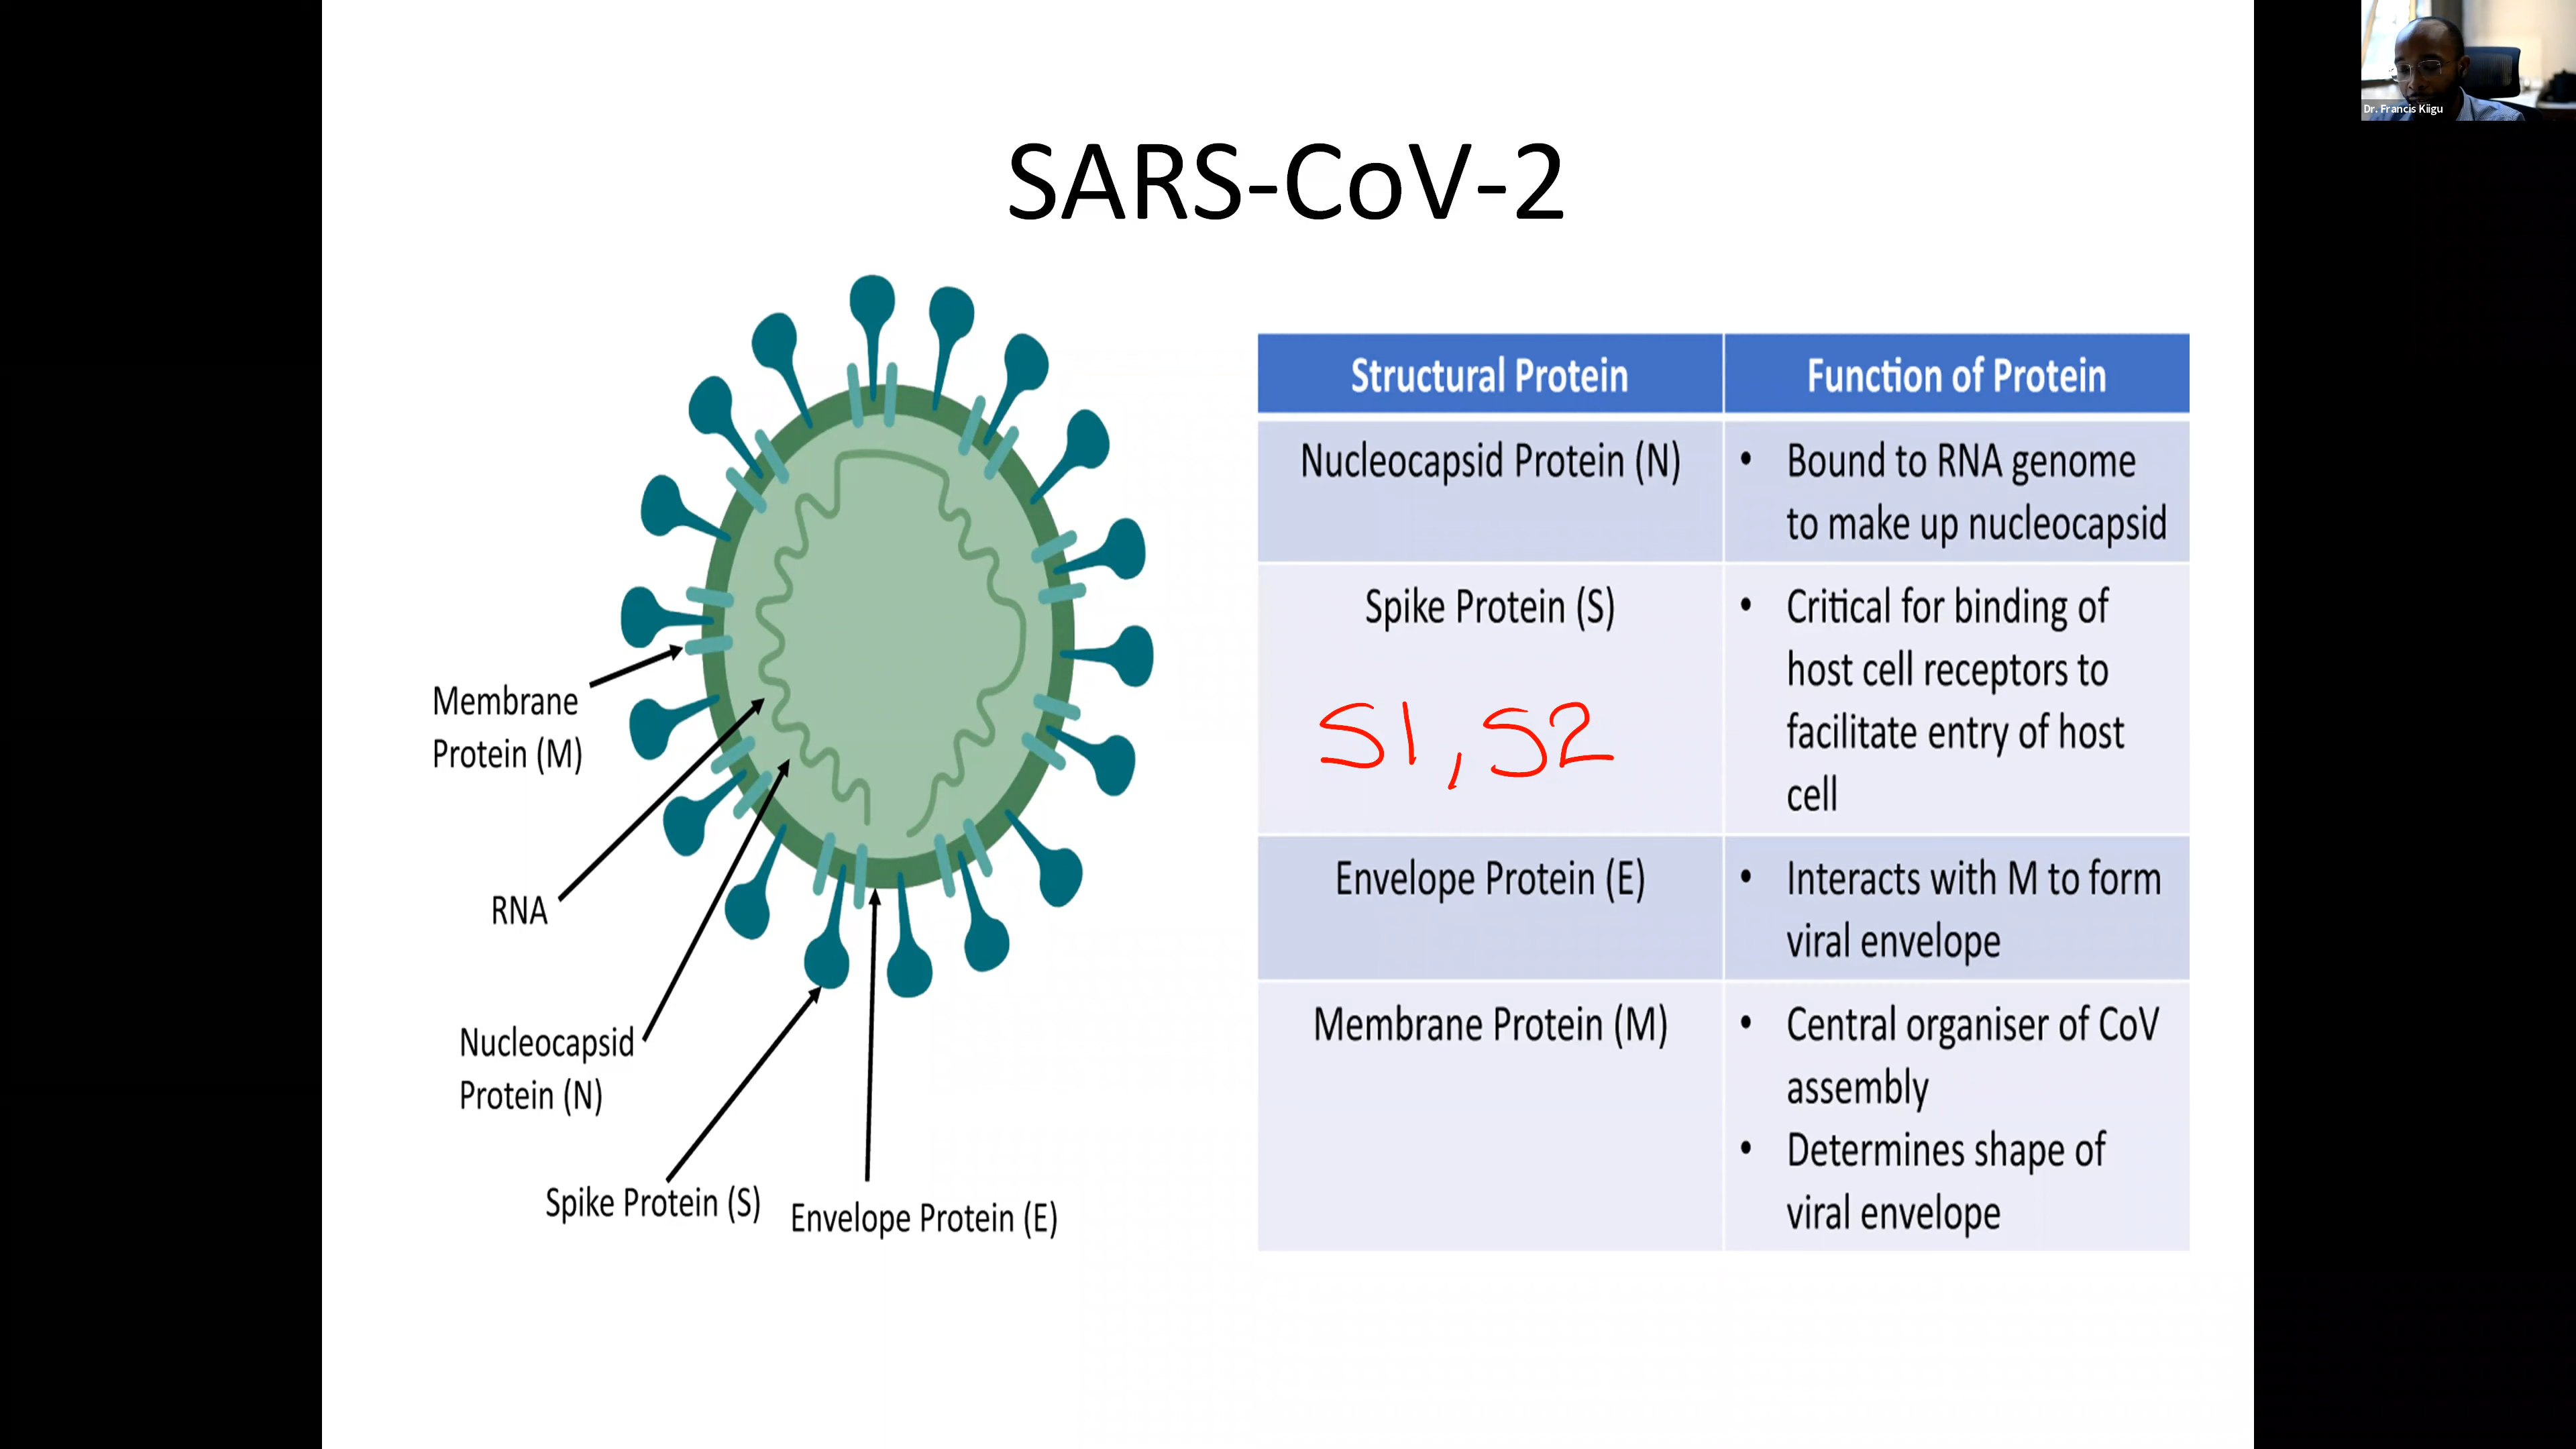 Dr. Francis Kiigu
SARS-CoV-2
Membrane
Protein (M)
RNA
Nucleocapsid
Protein (N)
Spike Protein (S)
Envelope Protein (E)
Structural Protein
Function of Protein
Nucleocapsid Protein (N)
• Bound to RNA genome
to make up nucleocapsid
Spike Protein (S)
S1, S2
• Critical for binding of
host cell receptors to
facilitate entry of host
cell
Envelope Protein (E)
• Interacts with M to form
viral envelope
Membrane Protein (M)
• Central organiser of CoV
assembly
• Determines shape of
viral envelope